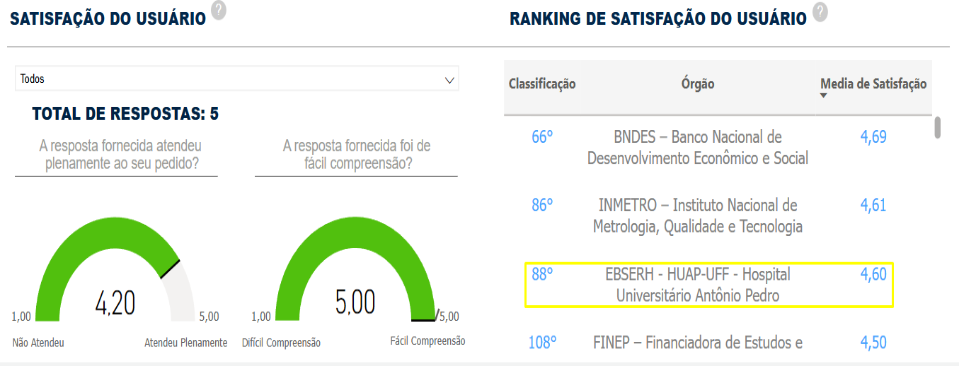 SATISFAÇÃO DO USUÁRIO ?
Todos
TOTAL DE RESPOSTAS: 5
A resposta fornecida atendeu
plenamente ao seu pedido?
A resposta fornecida foi de
fácil compreensão?
4,20
1,00
5,00
Não Atendeu
Atendeu Plenamente
5,00
1,00
5,00
Difícil Compreensão
Fácil Compreensão
RANKING DE SATISFAÇÃO DO USUÁRIO ?
Classificação Órgão Media de Satisfação
66° BNDES – Banco Nacional de 4,69
Desenvolvimento Econômico e Social
86° INMETRO – Instituto Nacional de 4,61
Metrologia, Qualidade e Tecnologia
88° EBSERH - HUAP-UFF - Hospital 4,60
Universitário Antônio Pedro
108° FINEP – Financiadora de Estudos e 4,50